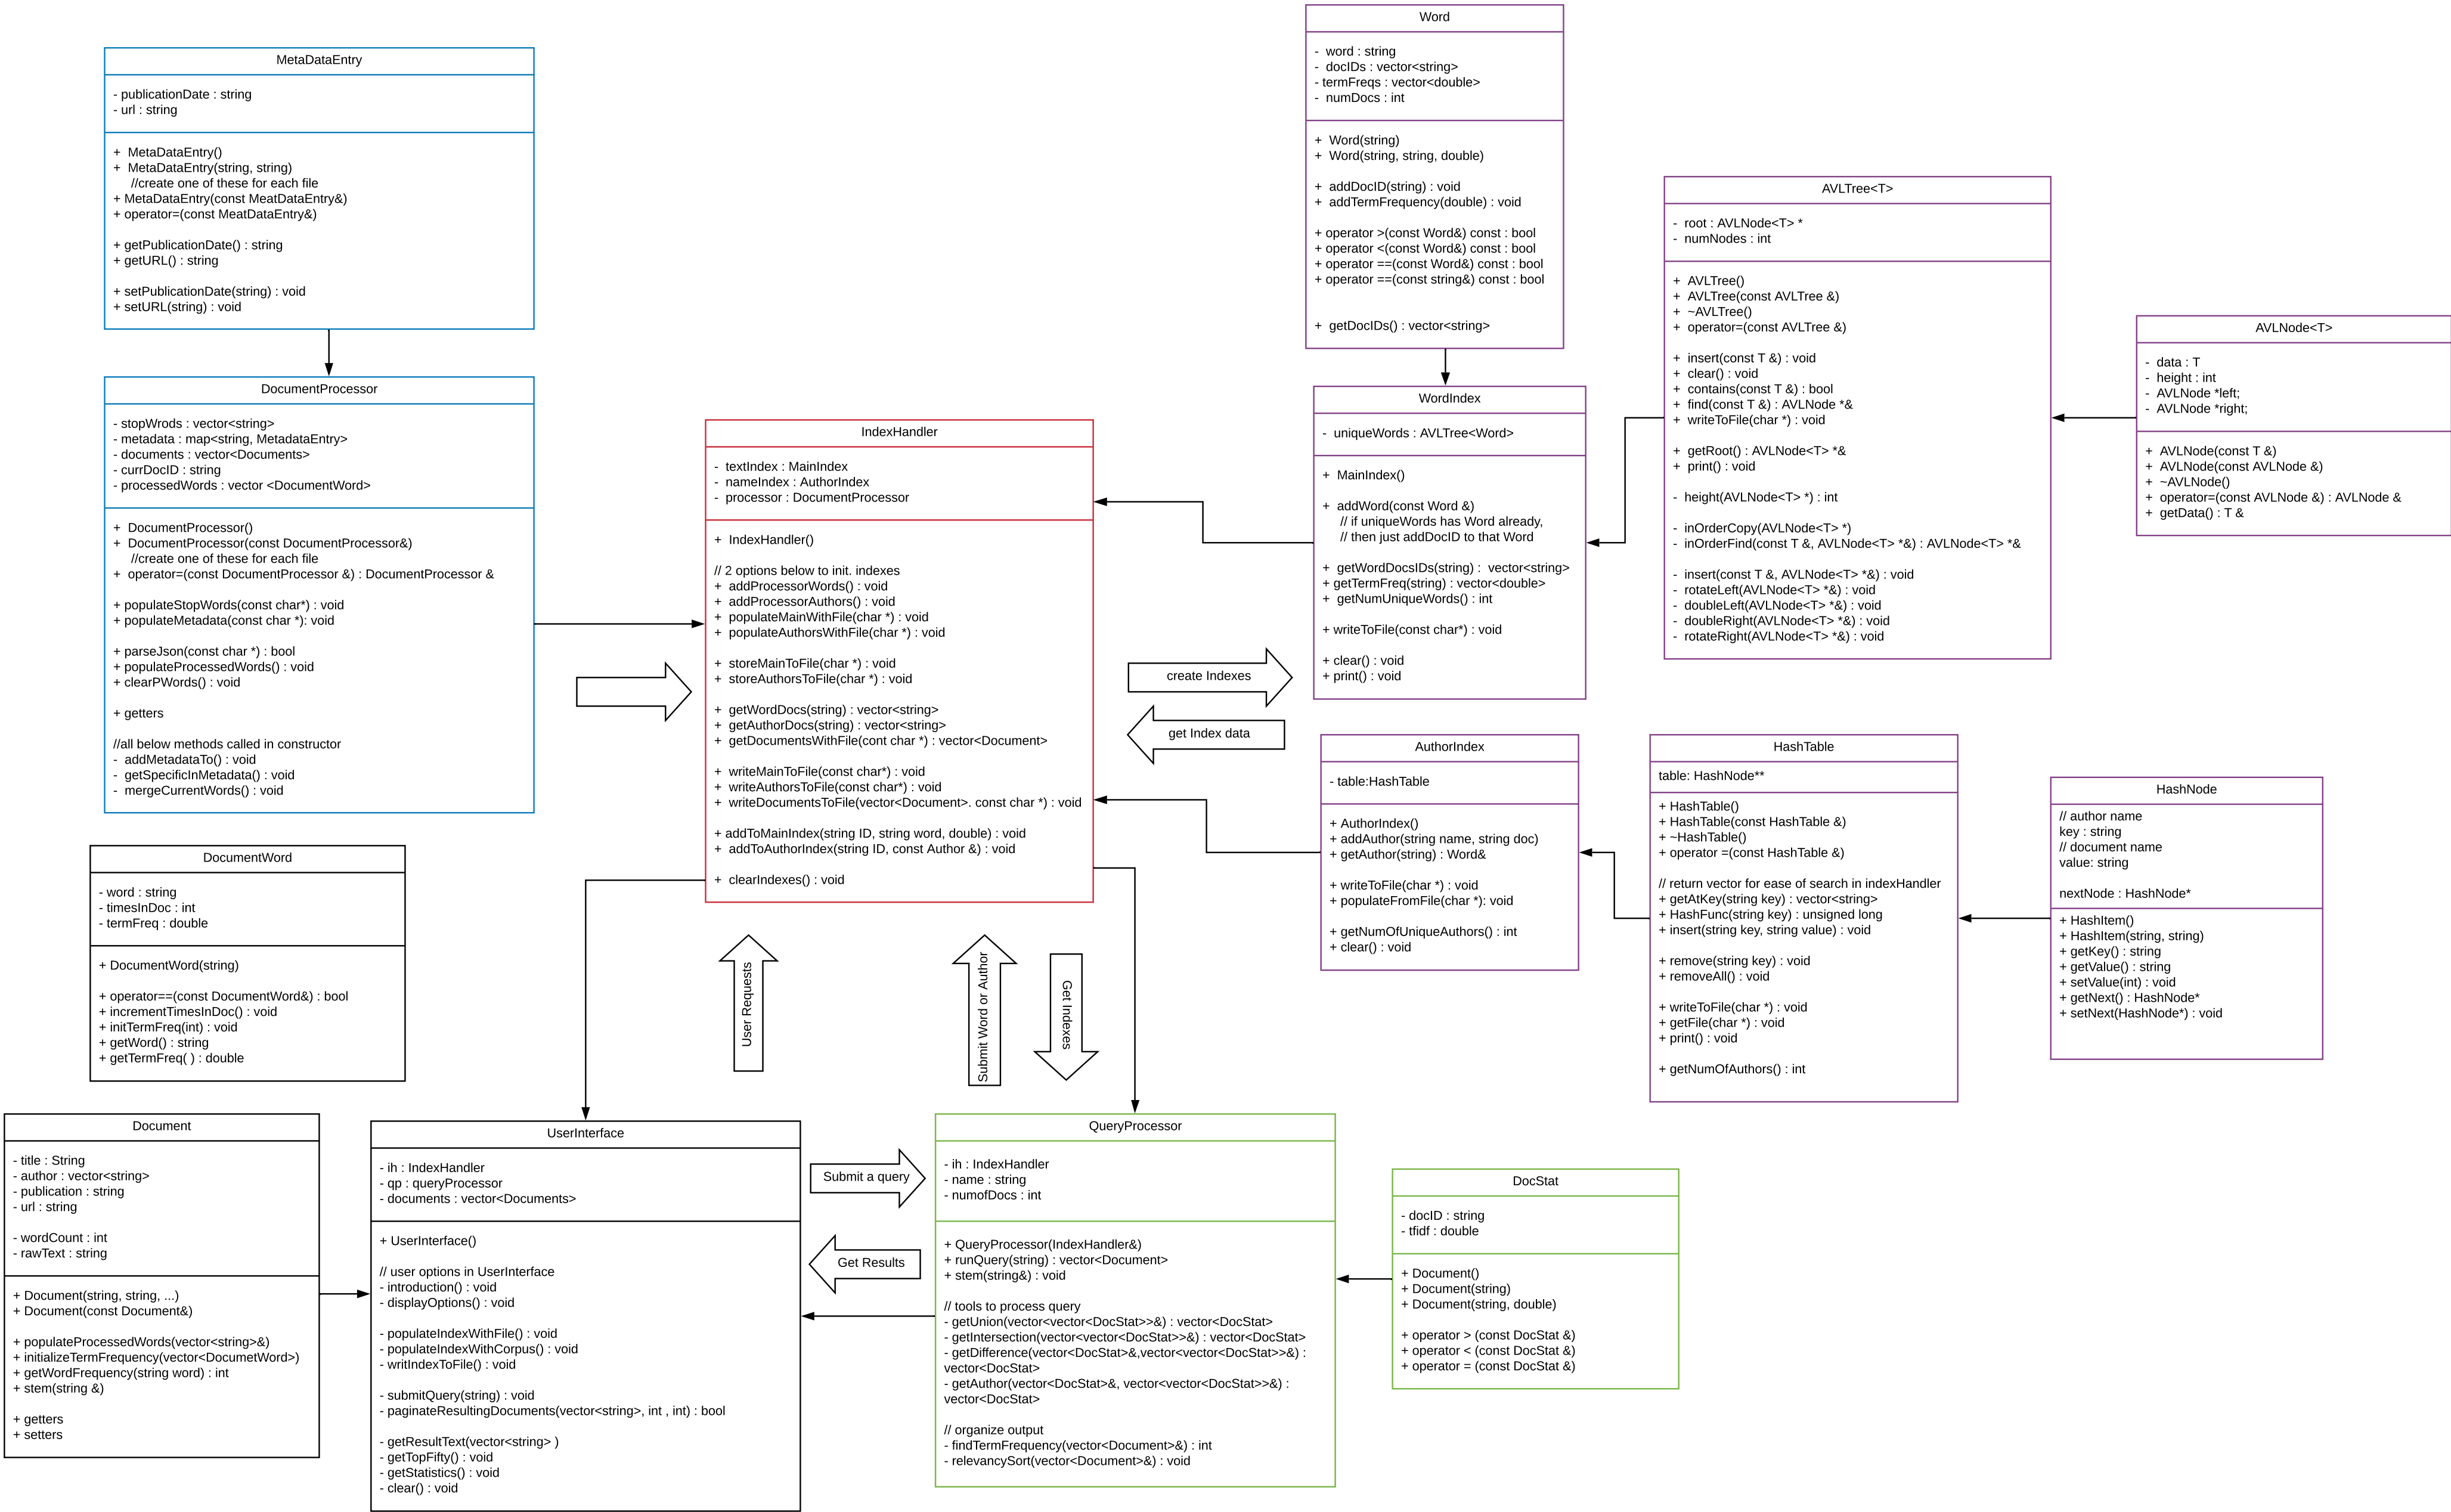 MetaDataEntry
- publicationDate : string
- url : string
+  MetaDataEntry()
+  MetaDataEntry(string, string)
//create one of these for each file
+ MetaDataEntry(const MeatDataEntry&)
+ operator=(const MeatDataEntry&)
+ getPublicationDate() : string
+ getURL() : string
+ setPublicationDate(string) : void
+ setURL(string) : void
DocumentProcessor
- stopWrods : vector<string>
- metadata : map<string, MetadataEntry>
- documents : vector<Documents>
- currDocID : string
- processedWords : vector <DocumentWord>
+  DocumentProcessor()
+  DocumentProcessor(const DocumentProcessor&)
//create one of these for each file
+  operator=(const DocumentProcessor &) : DocumentProcessor &
+ populateStopWords(const char*) : void
+ populateMetadata(const char *): void
+ parseJson(const char *) : bool
+ populateProcessedWords() : void
+ clearPWords() : void
+ getters
//all below methods called in constructor
-  addMetadataTo() : void
-  getSpecificInMetadata() : void
-  mergeCurrentWords() : void
DocumentWord
- word : string
- timesInDoc : int
- termFreq : double
+ DocumentWord(string)
+ operator==(const DocumentWord&) : bool
+ incrementTimesInDoc() : void
+ initTermFreq(int) : void
+ getWord() : string
+ getTermFreq( ) : double
Document
- title : String
- author : vector<string>
- publication : string
- url : string
- wordCount : int
- rawText : string
+ Document(string, string, ...)
+ Document(const Document&)
+ populateProcessedWords(vector<string>&)
+ initializeTermFrequency(vector<DocumetWord>)
+ getWordFrequency(string word) : int
+ stem(string &)
+ getters
+ setters
UserInterface
- ih : IndexHandler
- qp : queryProcessor
- documents : vector<Documents>
+ UserInterface()
// user options in UserInterface
- introduction() : void
- displayOptions() : void
- populateIndexWithFile() : void
- populateIndexWithCorpus() : void
- writIndexToFile() : void
- submitQuery(string) : void
- paginateResultingDocuments(vector<string>, int , int) : bool
- getResultText(vector<string> )
- getTopFifty() : void
- getStatistics() : void
- clear() : void
IndexHandler
-  textIndex : MainIndex
-  nameIndex : AuthorIndex
-  processor : DocumentProcessor
+  IndexHandler()
// 2 options below to init. indexes
+  addProcessorWords() : void
+  addProcessorAuthors() : void
+  populateMainWithFile(char *) : void
+  populateAuthorsWithFile(char *) : void
+  storeMainToFile(char *) : void
+  storeAuthorsToFile(char *) : void
+  getWordDocs(string) : vector<string>
+  getAuthorDocs(string) : vector<string>
+  getDocumentsWithFile(cont char *) : vector<Document>
+  writeMainToFile(const char*) : void
+  writeAuthorsToFile(const char*) : void
+  writeDocumentsToFile(vector<Document>. const char *) : void
+ addToMainIndex(string ID, string word, double) : void
+  addToAuthorIndex(string ID, const Author &) : void
+  clearIndexes() : void
User Requests
Submit Word or Author
Get Indexes
create Indexes
get Index data
Submit a query
Get Results
QueryProcessor
- ih : IndexHandler
- name : string
- numofDocs : int
+ QueryProcessor(IndexHandler&)
+ runQuery(string) : vector<Document>
+ stem(string&) : void
// tools to process query
- getUnion(vector<vector<DocStat>>&) : vector<DocStat>
- getIntersection(vector<vector<DocStat>>&) : vector<DocStat>
- getDifference(vector<DocStat>&,vector<vector<DocStat>>&) :
vector<DocStat>
- getAuthor(vector<DocStat>&, vector<vector<DocStat>>&) :
vector<DocStat>
// organize output
- findTermFrequency(vector<Document>&) : int
- relevancySort(vector<Document>&) : void
DocStat
- docID : string
- tfidf : double
+ Document()
+ Document(string)
+ Document(string, double)
+ operator > (const DocStat &)
+ operator < (const DocStat &)
+ operator = (const DocStat &)
Word
-  word : string
-  docIDs : vector<string>
- termFreqs : vector<double>
-  numDocs : int
+  Word(string)
+  Word(string, string, double)
+  addDocID(string) : void
+  addTermFrequency(double) : void
+ operator >(const Word&) const : bool
+ operator <(const Word&) const : bool
+ operator ==(const Word&) const : bool
+ operator ==(const string&) const : bool
+  getDocIDs() : vector<string>
WordIndex
-  uniqueWords : AVLTree<Word>
+  MainIndex()
+  addWord(const Word &)
// if uniqueWords has Word already,
// then just addDocID to that Word
+  getWordDocsIDs(string) :  vector<string>
+ getTermFreq(string) : vector<double>
+  getNumUniqueWords() : int
+ writeToFile(const char*) : void
+ clear() : void
+ print() : void
AuthorIndex
- table:HashTable
+ AuthorIndex()
+ addAuthor(string name, string doc)
+ getAuthor(string) : Word&
+ writeToFile(char *) : void
+ populateFromFile(char *): void
+ getNumOfUniqueAuthors() : int
+ clear() : void
AVLTree<T>
-  root : AVLNode<T> *
-  numNodes : int
+  AVLTree()
+  AVLTree(const AVLTree &)
+  ~AVLTree()
+  operator=(const AVLTree &)
+  insert(const T &) : void
+  clear() : void
+  contains(const T &) : bool
+  find(const T &) : AVLNode *&
+  writeToFile(char *) : void
+  getRoot() : AVLNode<T> *&
+  print() : void
-  height(AVLNode<T> *) : int
-  inOrderCopy(AVLNode<T> *)
-  inOrderFind(const T &, AVLNode<T> *&) : AVLNode<T> *&
-  insert(const T &, AVLNode<T> *&) : void
-  rotateLeft(AVLNode<T> *&) : void
-  doubleLeft(AVLNode<T> *&) : void
-  doubleRight(AVLNode<T> *&) : void
-  rotateRight(AVLNode<T> *&) : void
AVLNode<T>
-  data : T
-  height : int
-  AVLNode *left;
-  AVLNode *right;
+  AVLNode(const T &)
+  AVLNode(const AVLNode &)
+  ~AVLNode()
+  operator=(const AVLNode &) : AVLNode &
+  getData() : T &
HashTable
table: HashNode**
+ HashTable()
+ HashTable(const HashTable &)
+ ~HashTable()
+ operator =(const HashTable &)
// return vector for ease of search in indexHandler
+ getAtKey(string key) : vector<string>
+ HashFunc(string key) : unsigned long
+ insert(string key, string value) : void
+ remove(string key) : void
+ removeAll() : void
+ writeToFile(char *) : void
+ getFile(char *) : void
+ print() : void
+ getNumOfAuthors() : int
HashNode
// author name
key : string
// document name
value: string
nextNode : HashNode*
+ HashItem()
+ HashItem(string, string)
+ getKey() : string
+ getValue() : string
+ setValue(int) : void
+ getNext() : HashNode*
+ setNext(HashNode*) : void